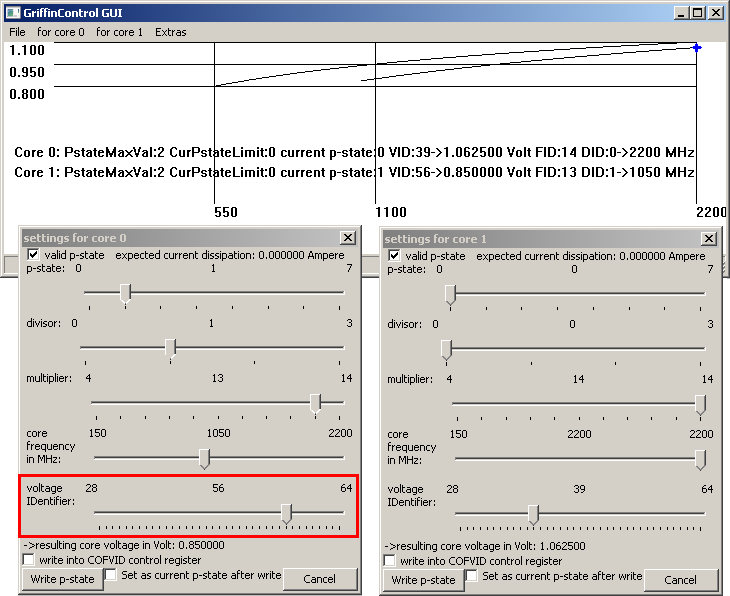 GriffinControl GUI
File for core 0 for core 1 Extras
1.100
0.950
0.800
Core 0: PstateMaxVal:2 CurPstateLimit:0 current p-state:0 VID:39->1.062500 Volt FID:14 DID:0->2200 MHz
Core 1: PstateMaxVal:2 CurPstateLimit:0 current p-state:1 VID:56->0.850000 Volt FID:13 DID:1->1050 MHz
550 1100 2200
settings for core 0
valid p-state expected current dissipation: 0.000000 Ampere
p-state: 0 1 7
divisor: 0 1 3
multiplier: 4 13 14
core 150 1050 2200
frequency
in MHz:
voltage 28 56 64
IDentifier:
->resulting core voltage in Volt: 0.850000
write into COFVID control register
Write p-state Set as current p-state after write Cancel
settings for core 1
valid p-state expected current dissipation: 0.000000 Ampere
p-state: 0 0 7
divisor: 0 0 3
multiplier: 4 14 14
core 150 2200 2200
frequency
in MHz:
voltage 28 39 64
IDentifier:
->resulting core voltage in Volt: 1.062500
write into COFVID control register
Write p-state Set as current p-state after write Cancel